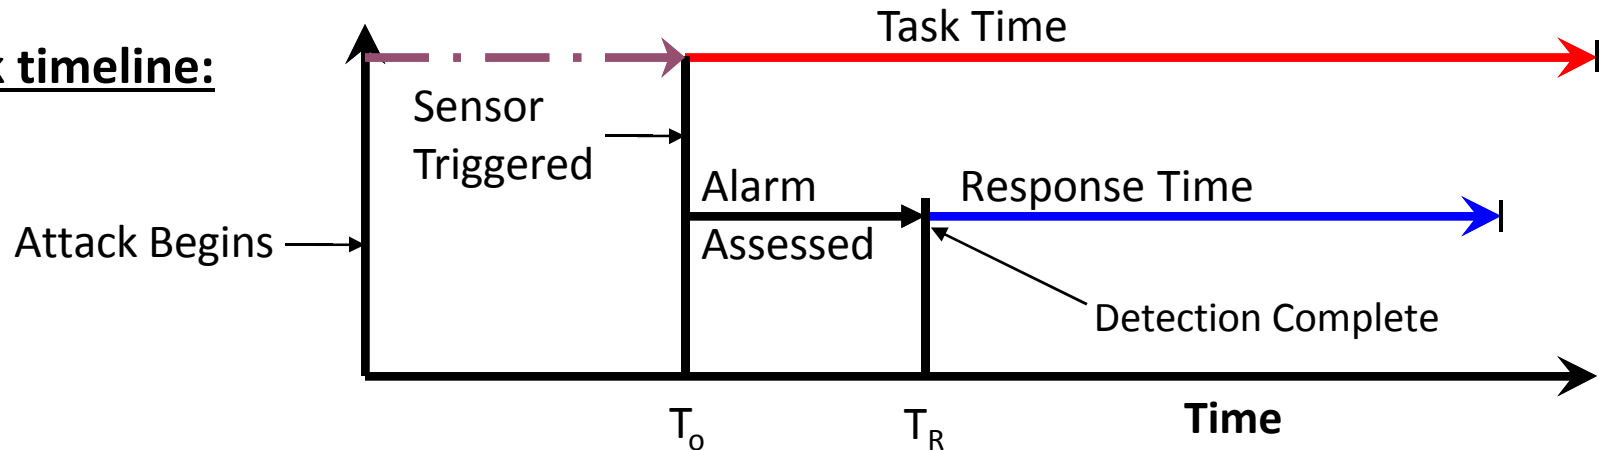 Task Time
timeline:
Sensor
Triggered
Alarm
Assessed
Response Time
Attack Begins
Detection Complete
To
TR
Time